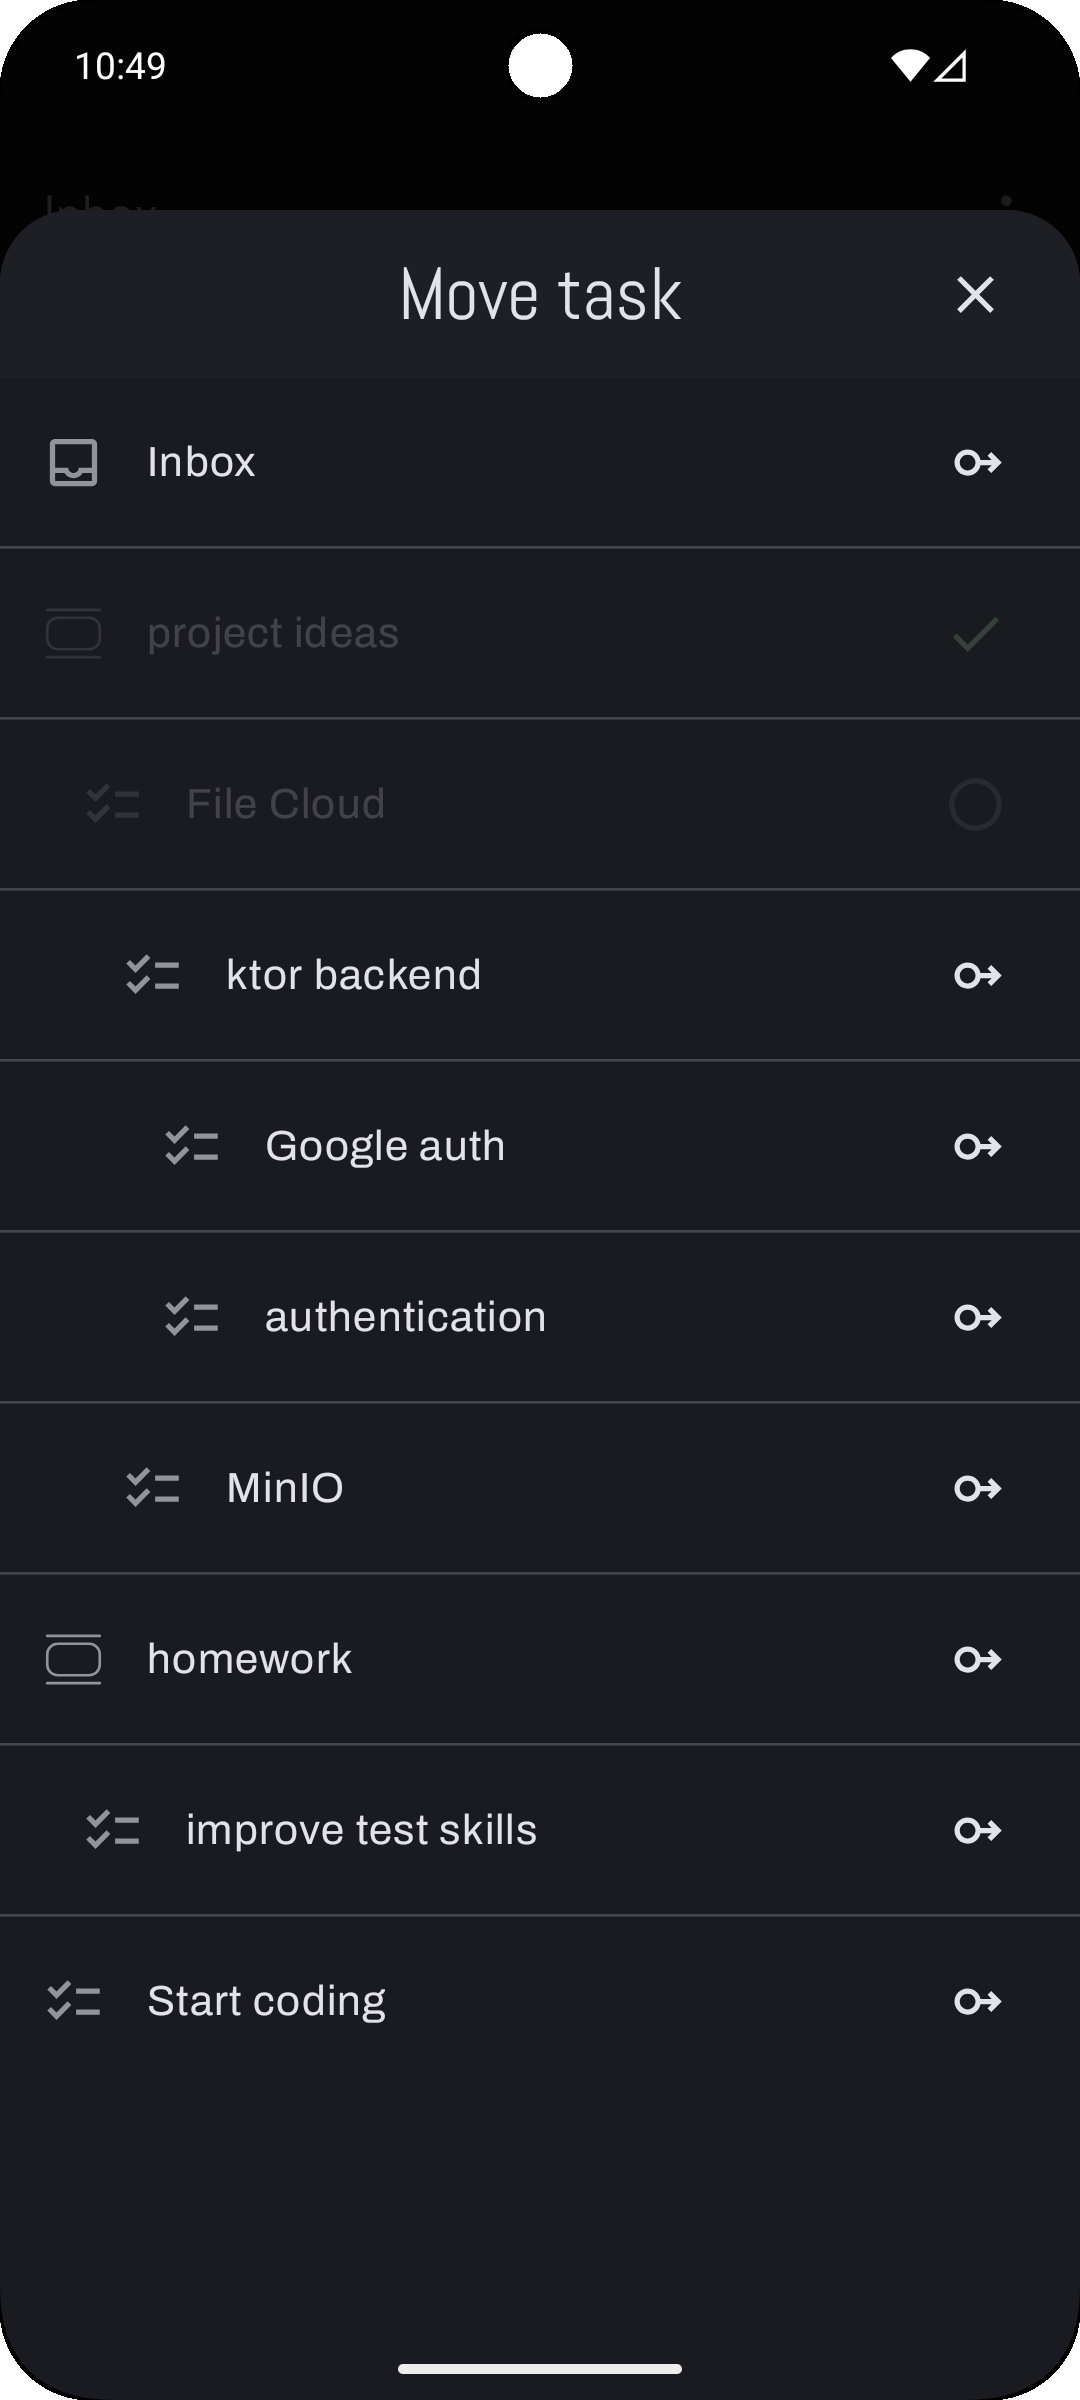 10:49
Inbox
Move task
Inbox
project ideas
File Cloud
ktor backend
Google auth
authentication
MinIO
homework
improve test skills
Start coding